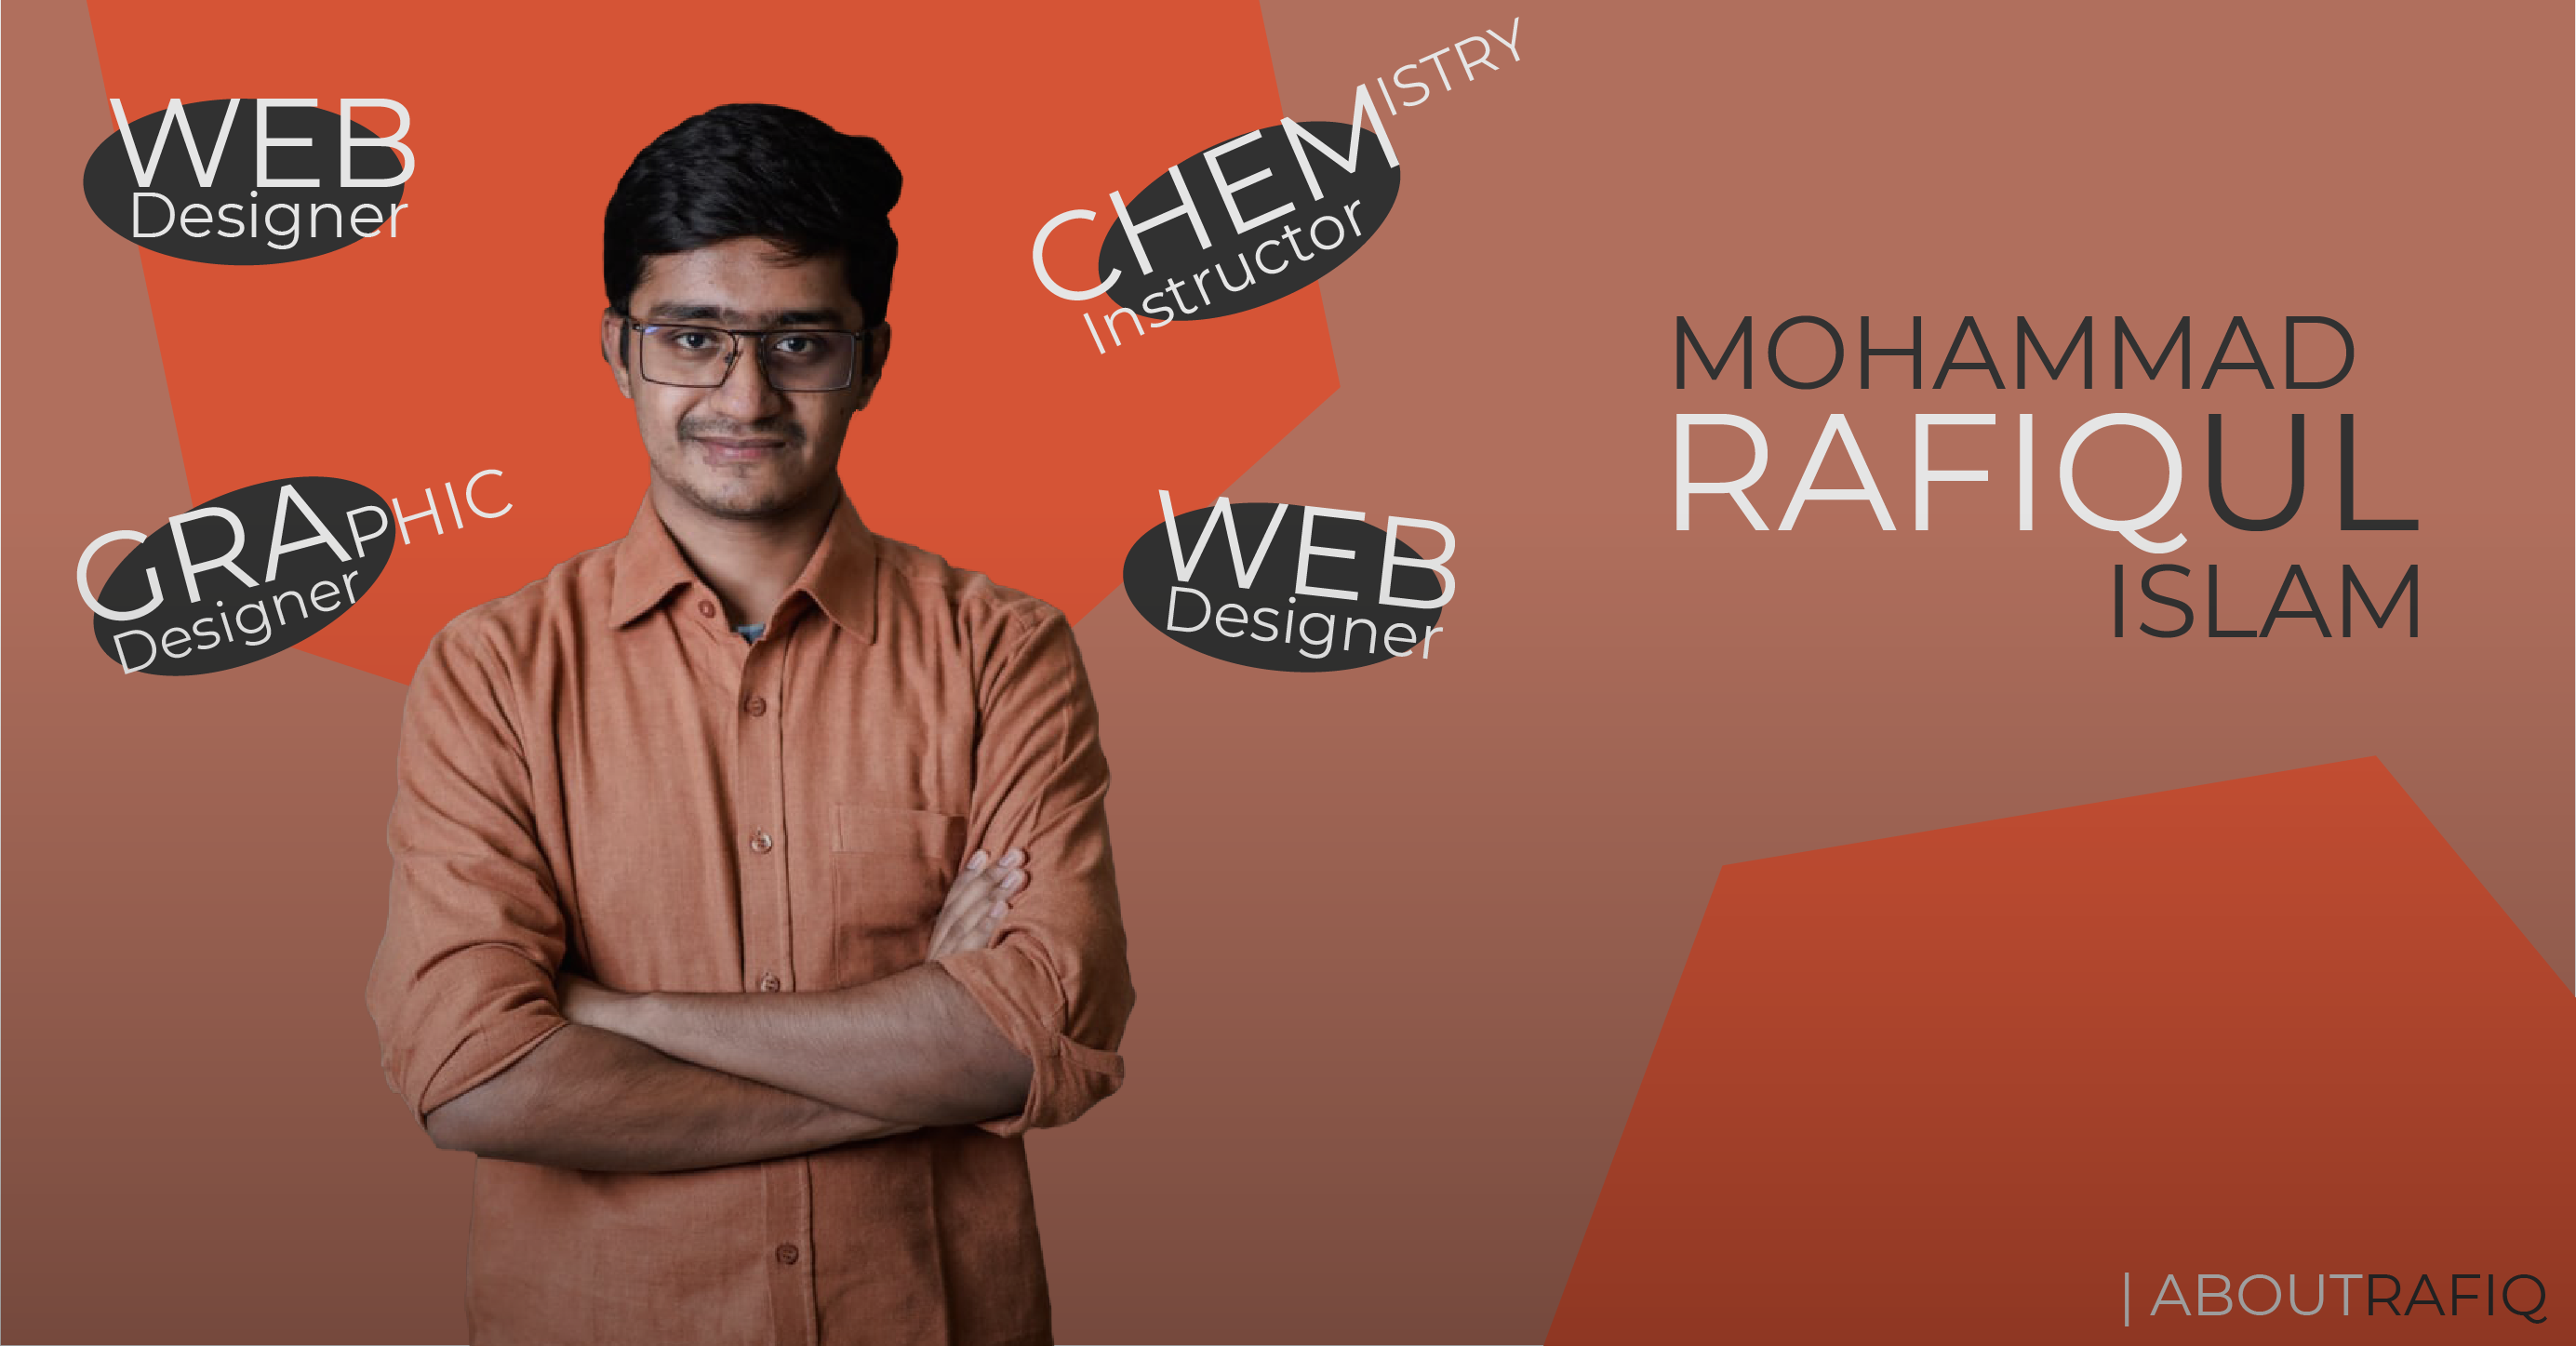 WEB
Designer
CHEMISTRY
Instructor
GRAPHIC
Designer
WEB
Designer
MOHAMMAD
RAFIQUL
ISLAM
| ABOUTRAFIQ